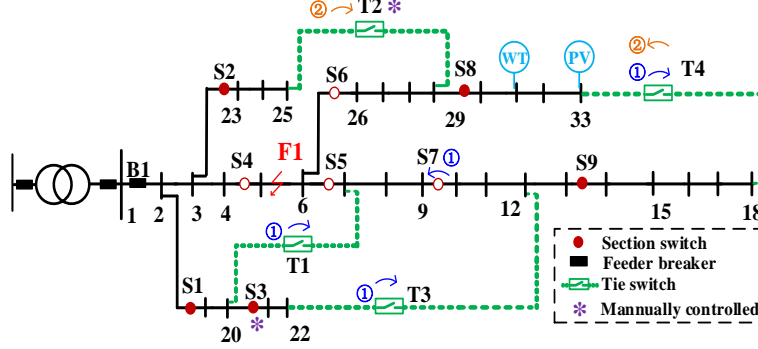 ② T2 *
S2 S6 S8 WT PV ② ① T4
23 25 26 29 33
B1 S4 F1 S5 S7 ① S9
1 2 3 4 6 9 12 15 18
① T1
S1 S3 ① T3
* 20 22
Section switch
Feeder breaker
Tie switch
* Mannually controlled